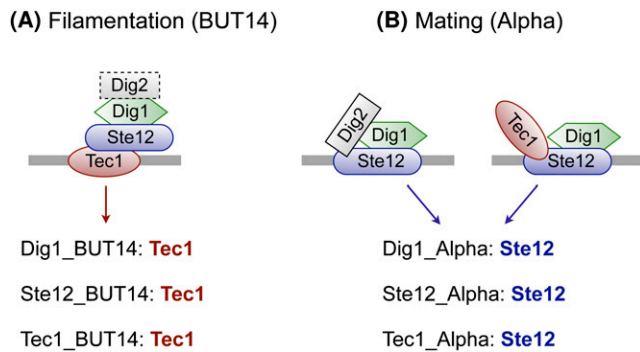 (A) Filamentation (BUT14)
(B) Mating (Alpha)
Dig2
Dig1
Ste12
Tec1
Dig2
Dig1
Ste12
Tec1
Dig1
Ste12
Dig1_BUT14: Tec1
Ste12_BUT14: Tec1
Tec1_BUT14: Tec1
Dig1_Alpha: Ste12
Ste12_Alpha: Ste12
Tec1_Alpha: Ste12